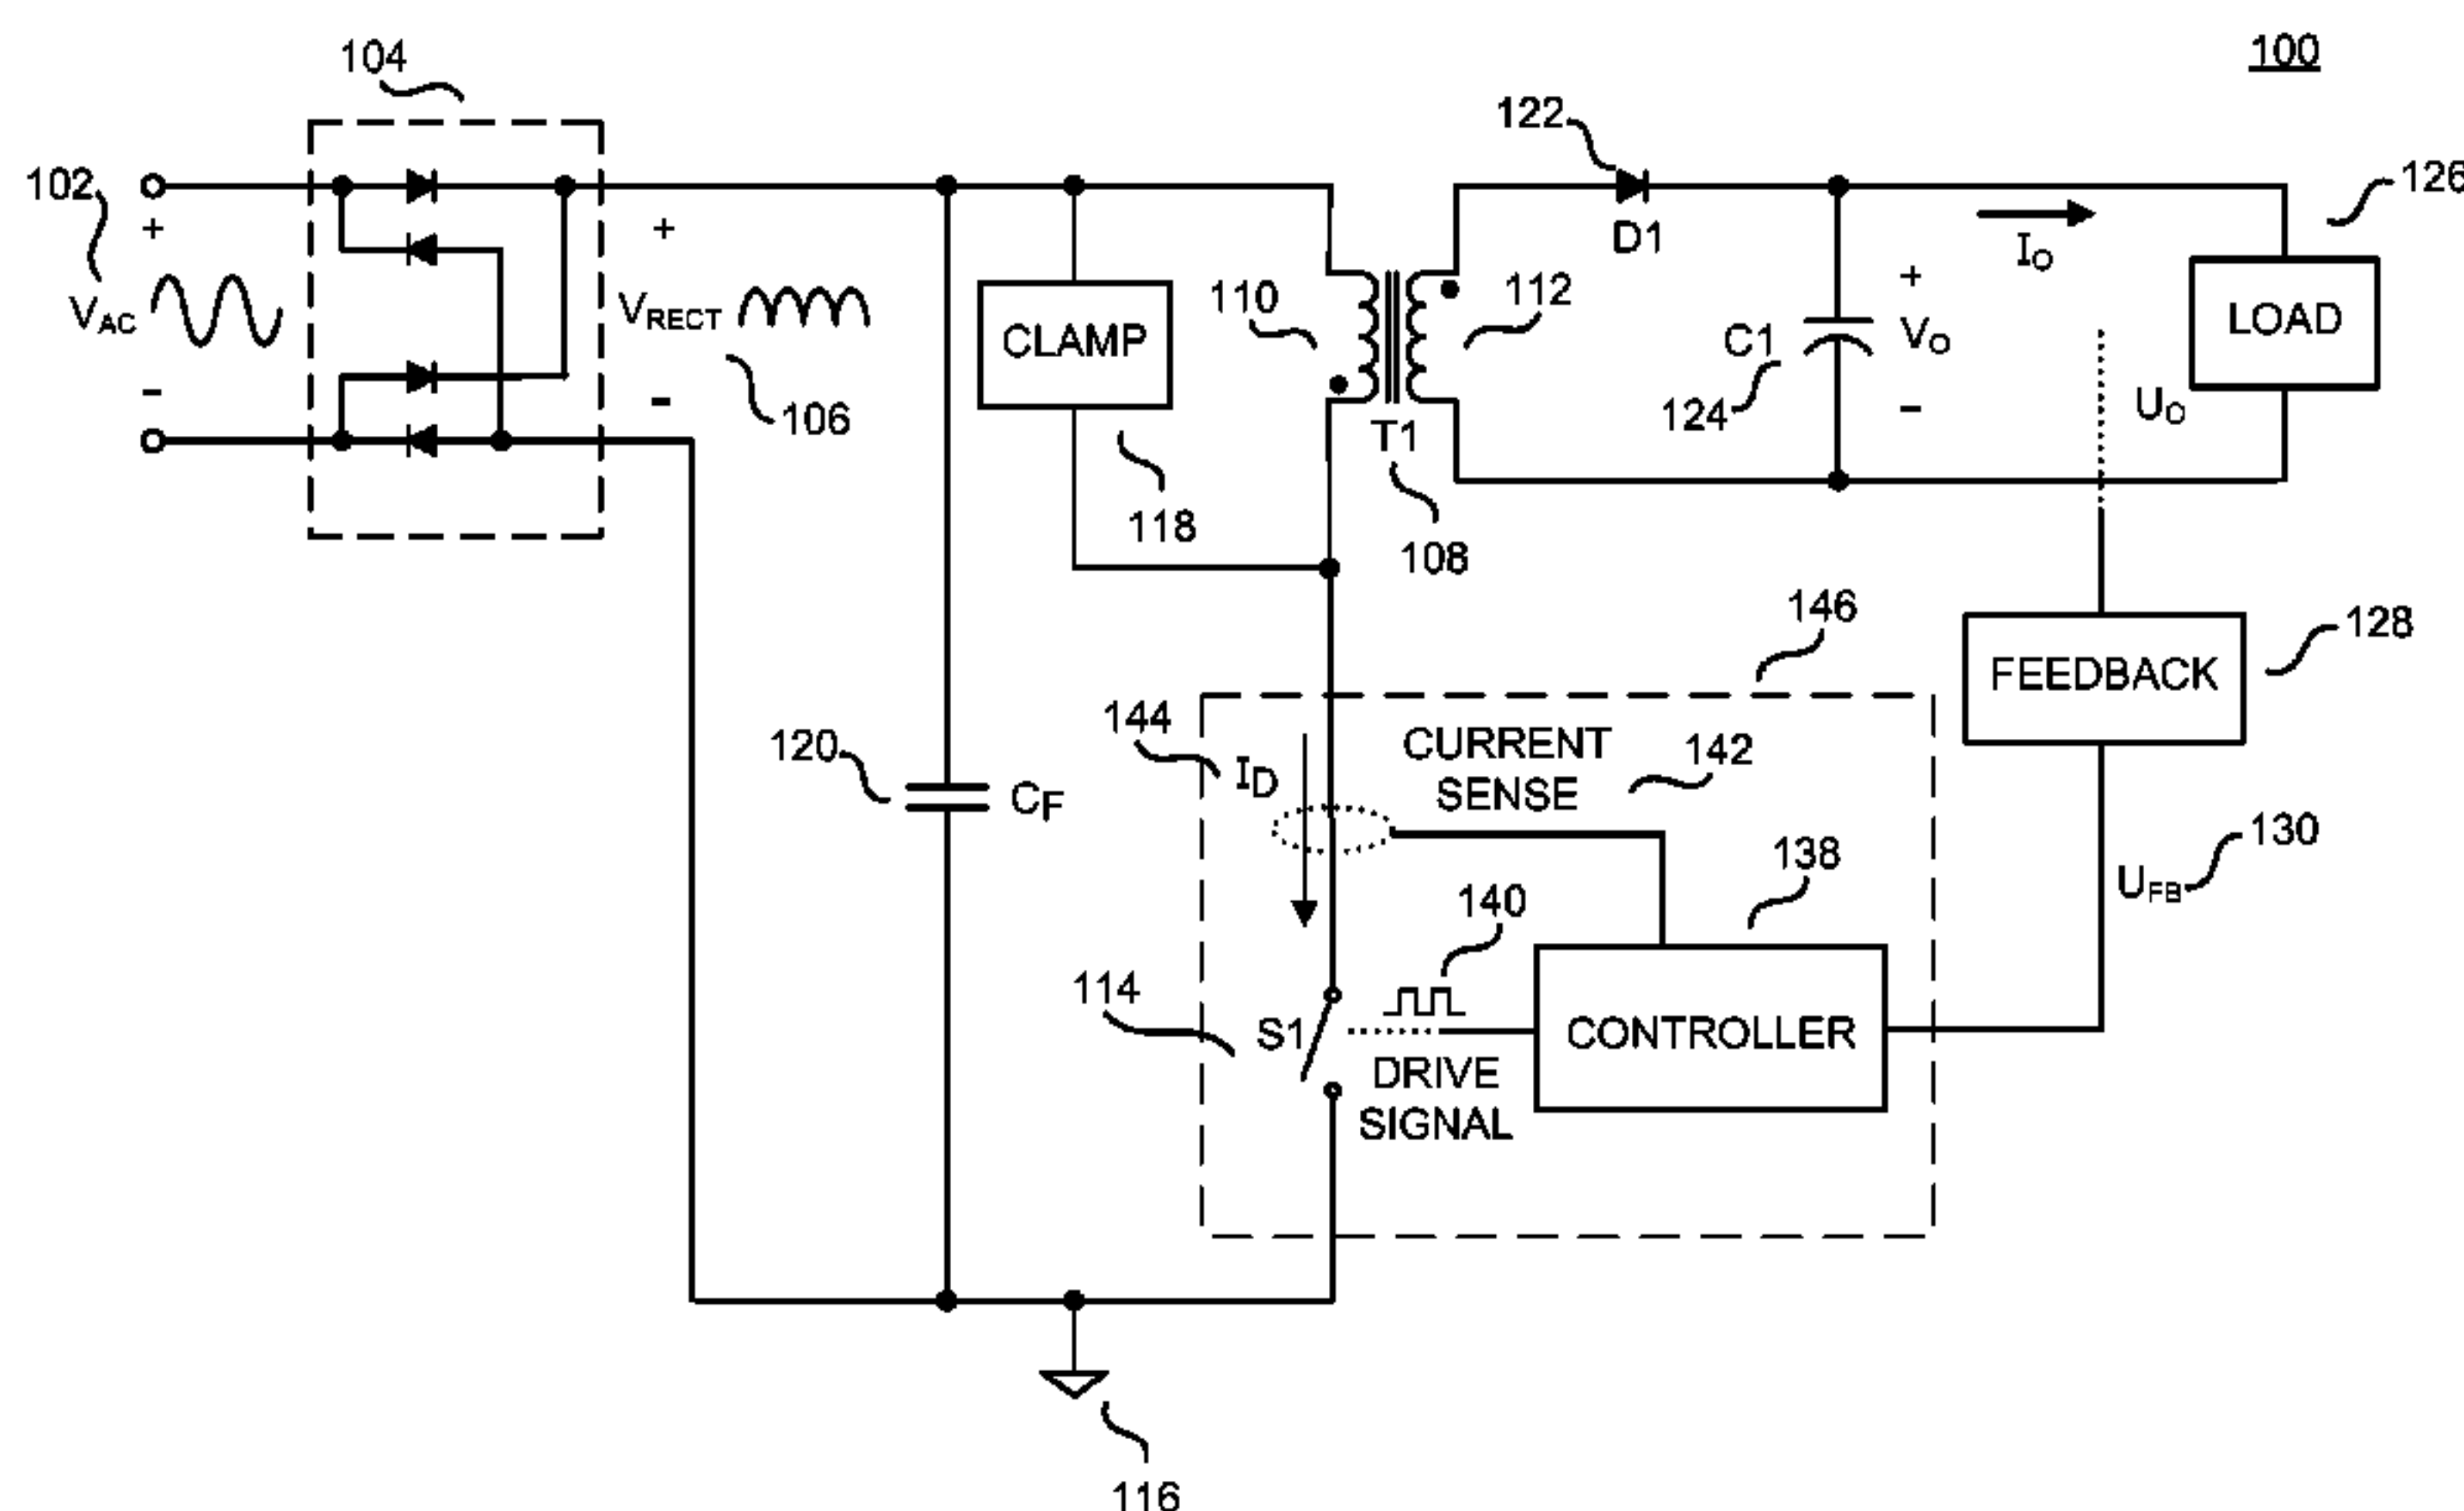 100
104
122
102
126
+
+
D1
IO
+
VAC
VRECT
110
112
CLAMP
C1
VO
LOAD
-
-
106
124
-
UO
T1
118
108
146
128
FEEDBACK
144
CURRENT
SENSE
142
120
ID
CF
138
130
UFB
140
114
S1
CONTROLLER
DRIVE
SIGNAL
116